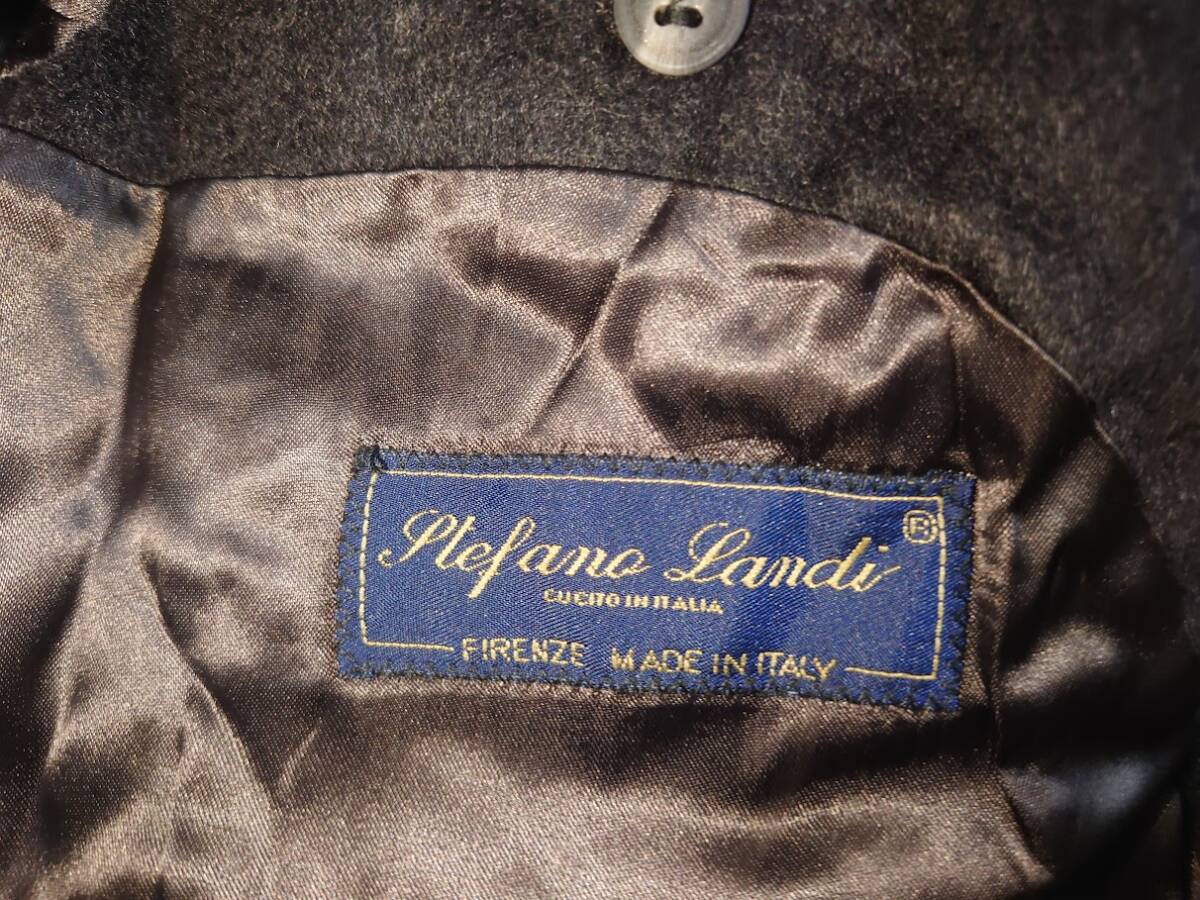 Stefano Landi ®
CUCITO IN ITALIA
FIRENZE MADE IN ITALY